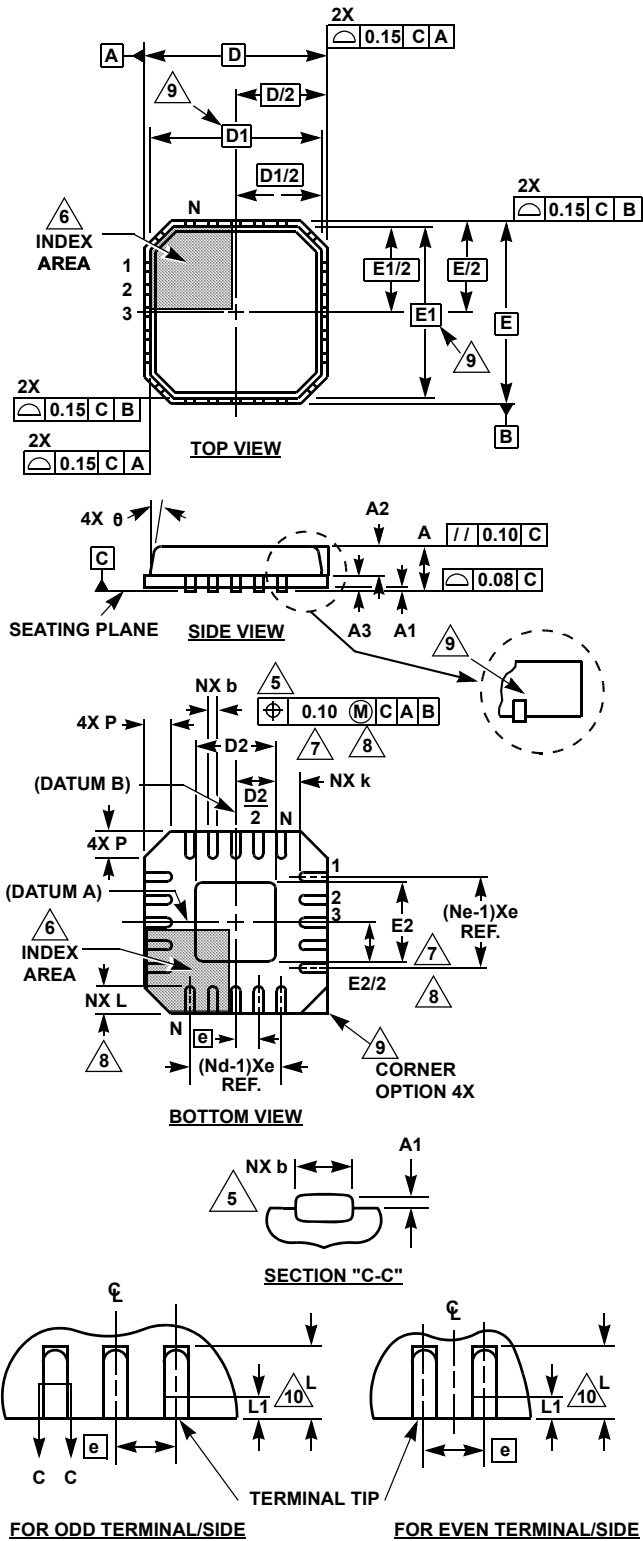 2X
0.15 C A
A
D
D/2
9
D1
D1/2
2X
0.15 C B
6
INDEX
AREA
N
1
2
3
E1/2
E/2
E1
E
9
2X
0.15 C B
2X
0.15 C A
B
TOP VIEW
4X θ
A2
A
// 0.10 C
C
0.08 C
SEATING PLANE
SIDE VIEW
A3
A1
9
NX b
5
⌖ 0.10 Ⓜ C A B
4X P
D2
7
8
(DATUM B)
D2
2
NX k
N
4X P
1
(DATUM A)
2
3
(Ne-1)Xe
REF.
6
INDEX
AREA
E2
7
E2/2
8
NX L
8
N
e
(Nd-1)Xe
REF.
9
CORNER
OPTION 4X
BOTTOM VIEW
NX b
A1
5
SECTION "C-C"
C
L
L1
10
L
e
C C
C
L
L1
10
L
e
TERMINAL TIP
FOR ODD TERMINAL/SIDE
FOR EVEN TERMINAL/SIDE